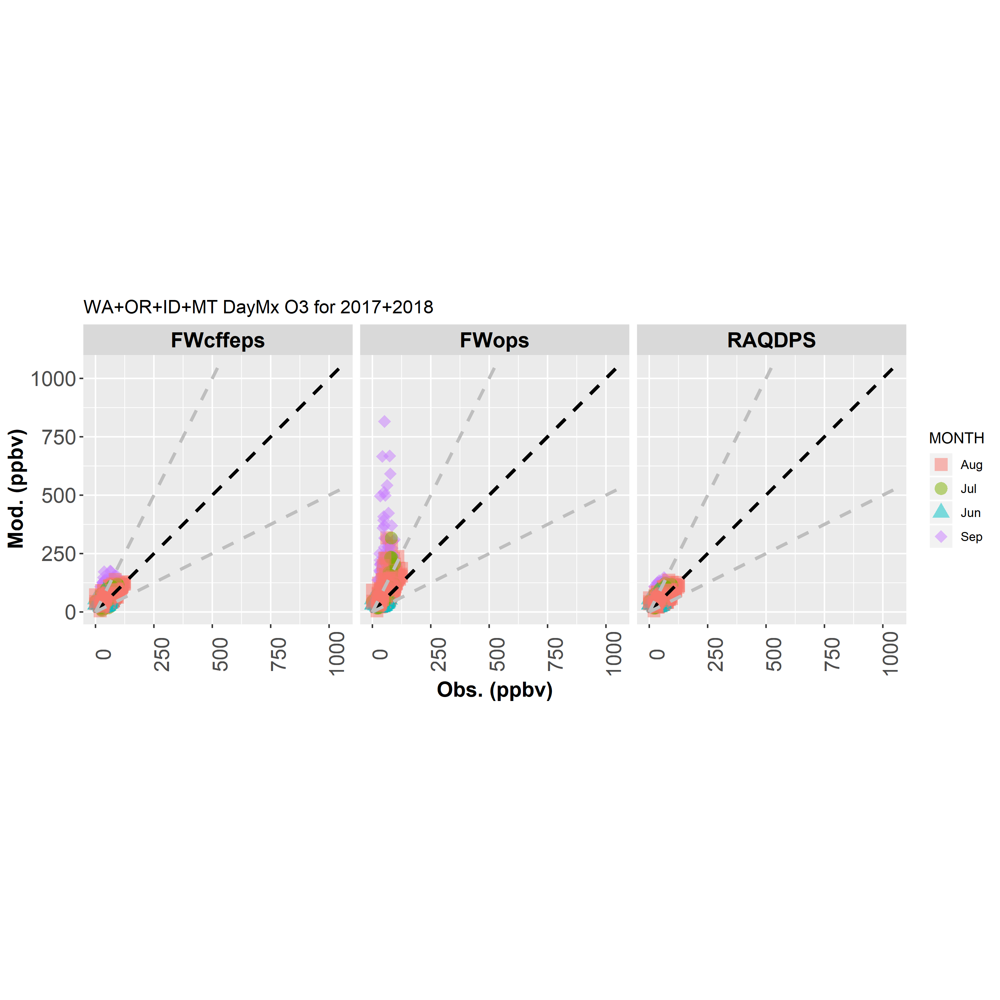 WA+OR+ID+MT DayMx O3 for 2017+2018
FWcffeps FWops RAQDPS
Mod. (ppbv)
1000
750
500
250
0
0 250 500 750 1000 0 250 500 750 1000 0 250 500 750 1000
Obs. (ppbv)
MONTH
Aug
Jul
Jun
Sep